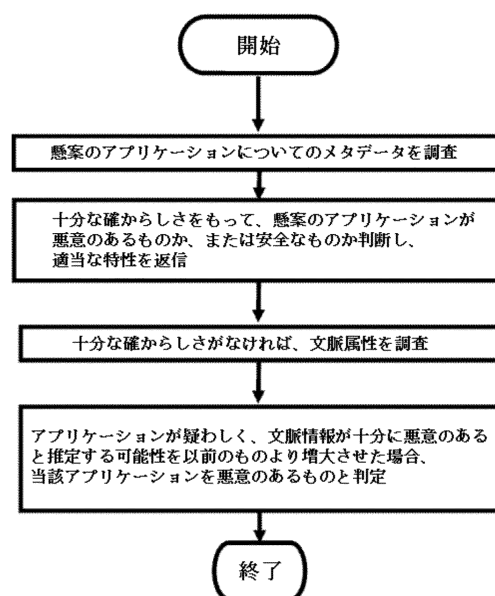 開始
懸案のアプリケーションについてのメタデータを調査
十分な確からしさをもって、懸案のアプリケーションが
悪意のあるものか、または安全なものか判断し、
適当な特性を返信
十分な確からしさがなければ、文脈属性を調査
アプリケーションが疑わしく、文脈情報が十分に悪意のある
と推定する可能性を以前のものより増大させた場合、
当該アプリケーションを悪意のあるものと判定
終了